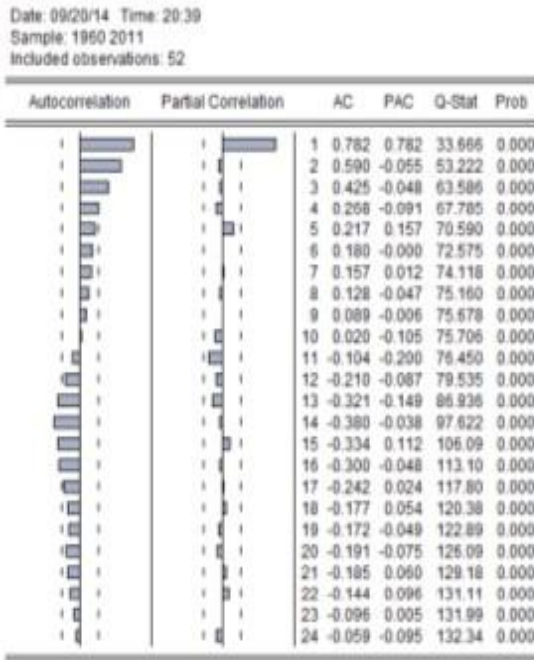 Date: 09/20/14 Time: 20:39
Sample: 1960 2011
Included observations: 52
Autocorrelation Partial Correlation AC PAC Q-Stat Prob
1 0.782 0.782 33.666 0.000
2 0.590 -0.055 53.222 0.000
3 0.425 -0.048 63.586 0.000
4 0.268 -0.091 67.785 0.000
5 0.217 0.157 70.590 0.000
6 0.180 -0.000 72.575 0.000
7 0.157 0.012 74.118 0.000
8 0.128 -0.047 75.160 0.000
9 0.089 -0.006 75.678 0.000
10 0.020 -0.105 75.706 0.000
11 -0.104 -0.200 76.450 0.000
12 -0.210 -0.087 79.535 0.000
13 -0.321 -0.149 86.936 0.000
14 -0.380 -0.038 97.622 0.000
15 -0.334 0.112 106.09 0.000
16 -0.300 -0.048 113.10 0.000
17 -0.242 0.024 117.80 0.000
18 -0.177 0.054 120.38 0.000
19 -0.172 -0.049 122.89 0.000
20 -0.191 -0.075 126.09 0.000
21 -0.185 0.060 129.18 0.000
22 -0.144 0.096 131.11 0.000
23 -0.096 0.005 131.99 0.000
24 -0.059 -0.095 132.34 0.000